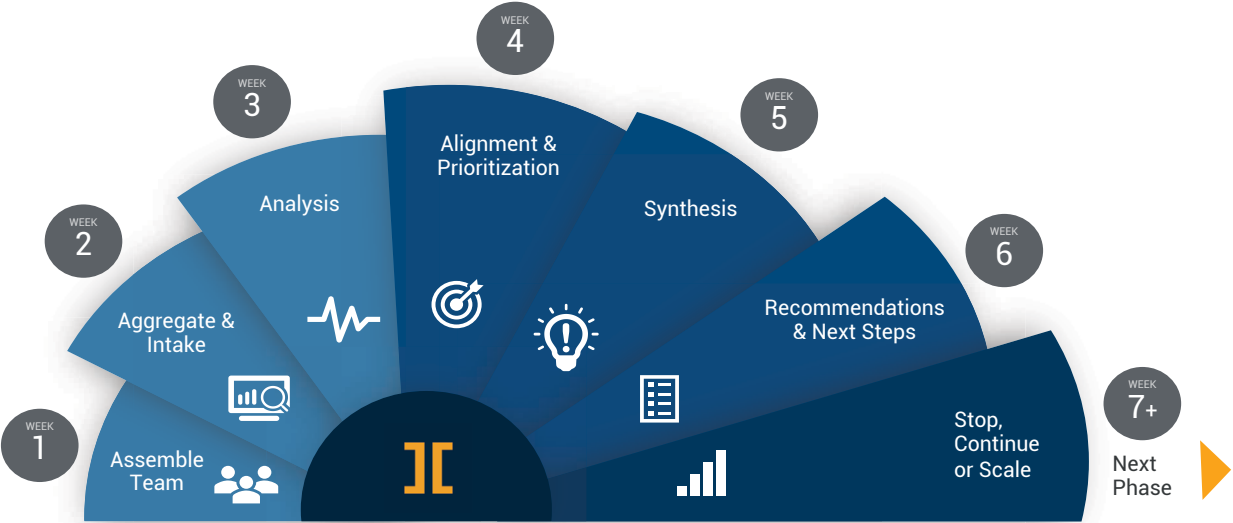 WEEK
1
Assemble
Team
WEEK
2
Aggregate &
Intake
WEEK
3
Analysis
WEEK
4
Alignment &
Prioritization
WEEK
5
Synthesis
WEEK
6
Recommendations
& Next Steps
WEEK
7+
Stop,
Continue
or Scale
Next
Phase